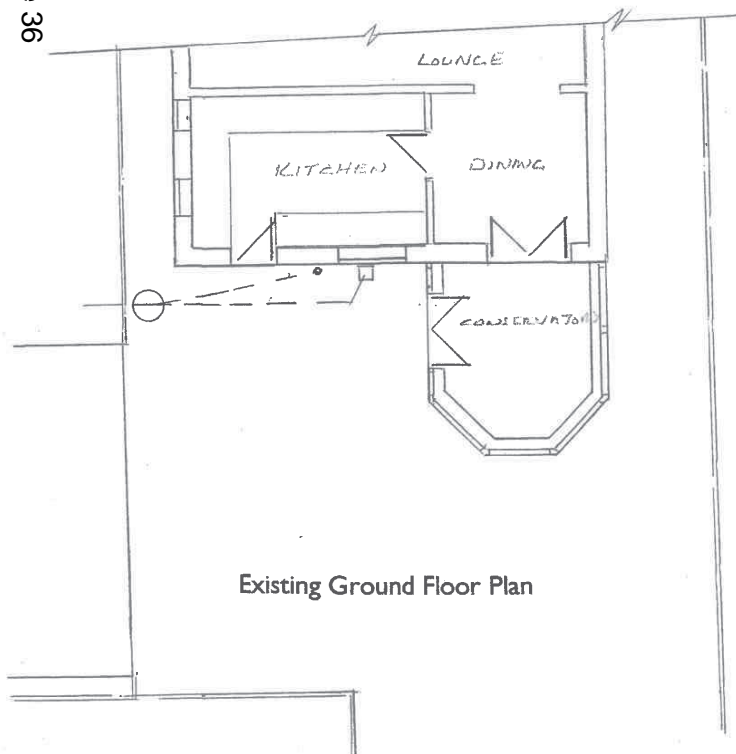 36
LOUNGE
KITCHEN
DINING
CONSERVATORY
Existing Ground Floor Plan